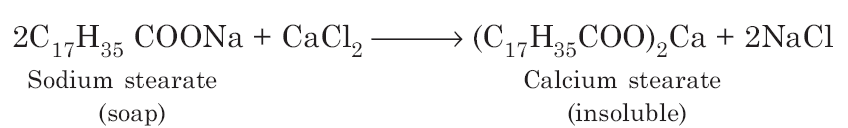 2C₁₇H₃₅ COONa + CaCl₂ ⟶ (C₁₇H₃₅COO)₂Ca + 2NaCl
Sodium stearate Calcium stearate
(soap) (insoluble)